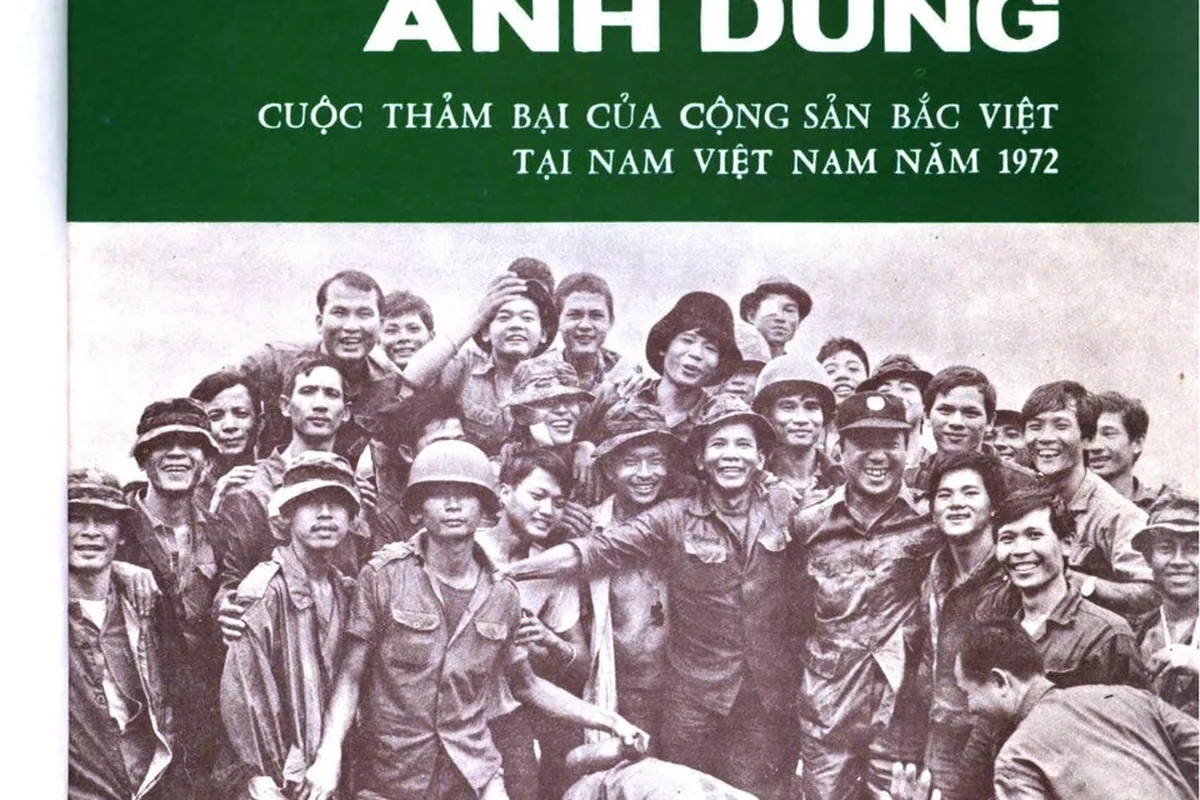 ANH DŨNG
CUỘC THẢM BẠI CỦA CỘNG SẢN BẮC VIỆT
TẠI NAM VIỆT NAM NĂM 1972